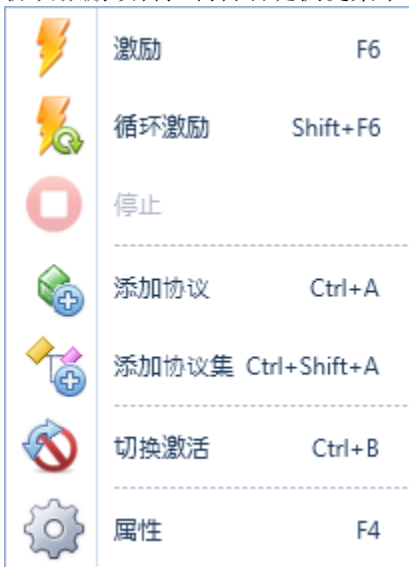 激励 F6
循环激励 Shift+F6
停止
添加协议 Ctrl+A
添加协议集 Ctrl+Shift+A
切换激活 Ctrl+B
属性 F4